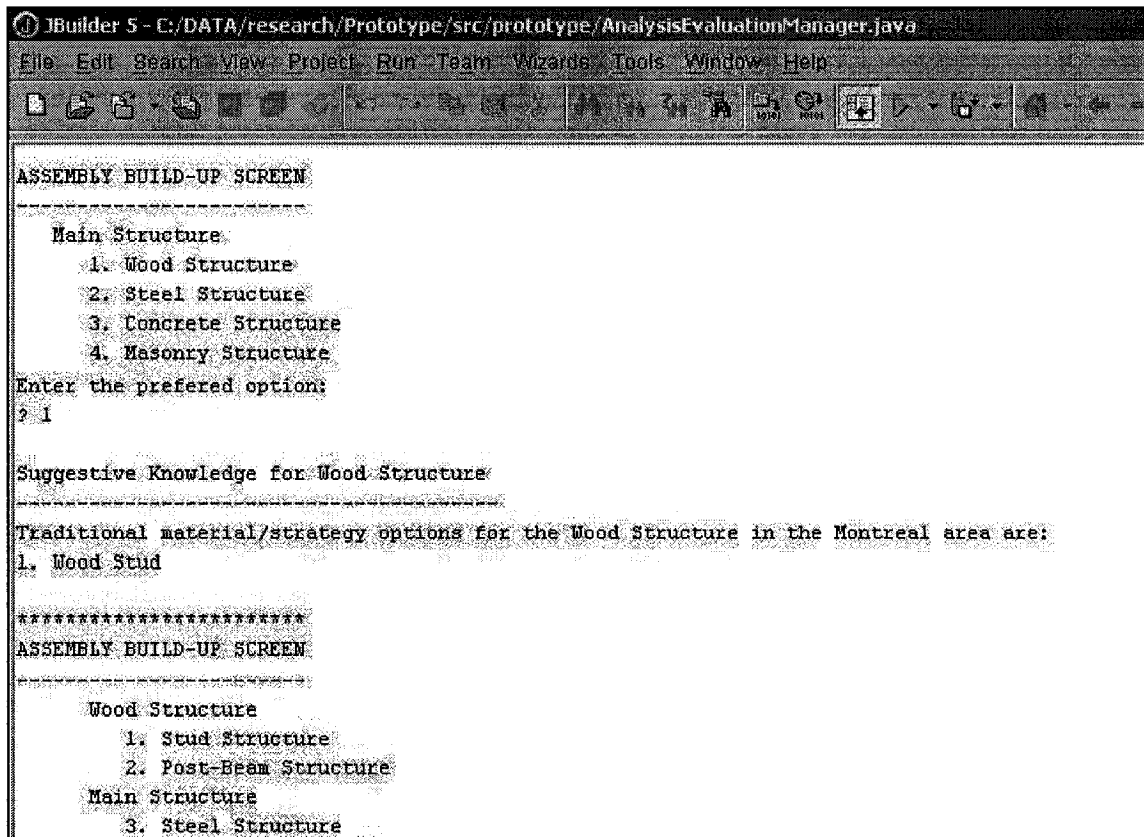 JBuilder 5 - C:/DATA/research/Prototype/src/prototype/AnalysisEvaluationManager.java
File Edit Search View Project Run Team Wizards Tools Window Help
ASSEMBLY BUILD-UP SCREEN
------------------------
Main Structure
1. Wood Structure
2. Steel Structure
3. Concrete Structure
4. Masonry Structure
Enter the prefered option:
? 1
Suggestive Knowledge for Wood Structure
----------------------------------------
Traditional material/strategy options for the Wood Structure in the Montreal area are:
1. Wood Stud
************************
ASSEMBLY BUILD-UP SCREEN
------------------------
Wood Structure
1. Stud Structure
2. Post-Beam Structure
Main Structure
3. Steel Structure